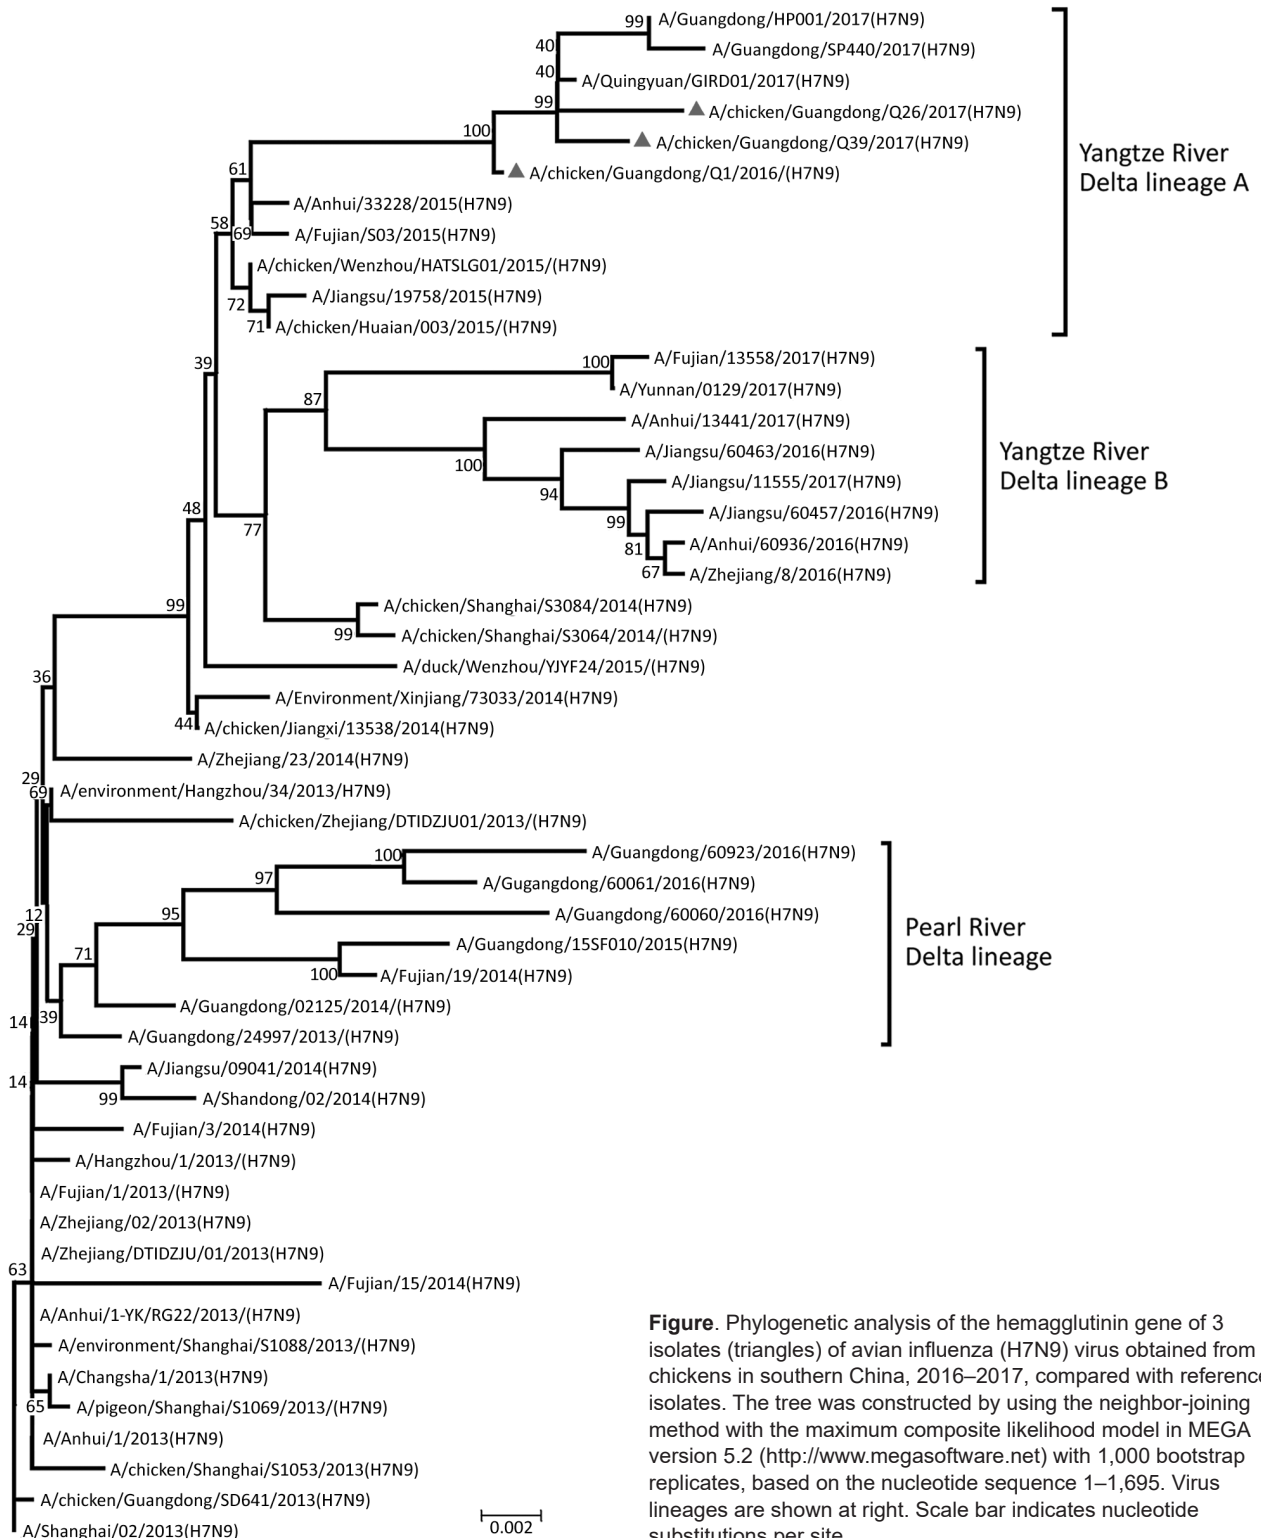 99
A/Guangdong/HP001/2017(H7N9)
40
A/Guangdong/SP440/2017(H7N9)
40
A/Quingyuan/GIRD01/2017(H7N9)
99
A/chicken/Guangdong/Q26/2017(H7N9)
100
A/chicken/Guangdong/Q39/2017(H7N9)
Yangtze River
Delta lineage A
61
A/chicken/Guangdong/Q1/2016/(H7N9)
A/Anhui/33228/2015(H7N9)
58
69
A/Fujian/S03/2015(H7N9)
A/chicken/Wenzhou/HATSLG01/2015/(H7N9)
72
A/Jiangsu/19758/2015(H7N9)
71
A/chicken/Huaian/003/2015/(H7N9)
39
100
A/Fujian/13558/2017(H7N9)
A/Yunnan/0129/2017(H7N9)
87
A/Anhui/13441/2017(H7N9)
100
A/Jiangsu/60463/2016(H7N9)
Yangtze River
Delta lineage B
94
A/Jiangsu/11555/2017(H7N9)
48
77
99
A/Jiangsu/60457/2016(H7N9)
81
A/Anhui/60936/2016(H7N9)
67
A/Zhejiang/8/2016(H7N9)
99
A/chicken/Shanghai/S3084/2014(H7N9)
99
A/chicken/Shanghai/S3064/2014/(H7N9)
A/duck/Wenzhou/YJYF24/2015/(H7N9)
36
A/Environment/Xinjiang/73033/2014(H7N9)
44
A/chicken/Jiangxi/13538/2014(H7N9)
A/Zhejiang/23/2014(H7N9)
29
69
A/environment/Hangzhou/34/2013/(H7N9)
A/chicken/Zhejiang/DTIDZJU01/2013/(H7N9)
100
A/Guangdong/60923/2016(H7N9)
97
A/Gugangdong/60061/2016(H7N9)
12
95
A/Guangdong/60060/2016(H7N9)
29
Pearl River
Delta lineage
A/Guangdong/15SF010/2015(H7N9)
71
100
A/Fujian/19/2014(H7N9)
A/Guangdong/02125/2014/(H7N9)
14
39
A/Guangdong/24997/2013/(H7N9)
A/Jiangsu/09041/2014(H7N9)
14
99
A/Shandong/02/2014(H7N9)
A/Fujian/3/2014(H7N9)
A/Hangzhou/1/2013/(H7N9)
A/Fujian/1/2013/(H7N9)
A/Zhejiang/02/2013(H7N9)
A/Zhejiang/DTIDZJU/01/2013(H7N9)
63
A/Fujian/15/2014(H7N9)
A/Anhui/1-YK/RG22/2013/(H7N9)
A/environment/Shanghai/S1088/2013/(H7N9)
A/Changsha/1/2013(H7N9)
65
A/pigeon/Shanghai/S1069/2013/(H7N9)
A/Anhui/1/2013(H7N9)
A/chicken/Shanghai/S1053/2013(H7N9)
A/chicken/Guangdong/SD641/2013(H7N9)
A/Shanghai/02/2013(H7N9)
0.002
Figure. Phylogenetic analysis of the hemagglutinin gene of 3
isolates (triangles) of avian influenza (H7N9) virus obtained from
chickens in southern China, 2016–2017, compared with reference
isolates. The tree was constructed by using the neighbor-joining
method with the maximum composite likelihood model in MEGA
version 5.2 (http://www.megasoftware.net) with 1,000 bootstrap
replicates, based on the nucleotide sequence 1–1,695. Virus
lineages are shown at right. Scale bar indicates nucleotide
substitutions per site